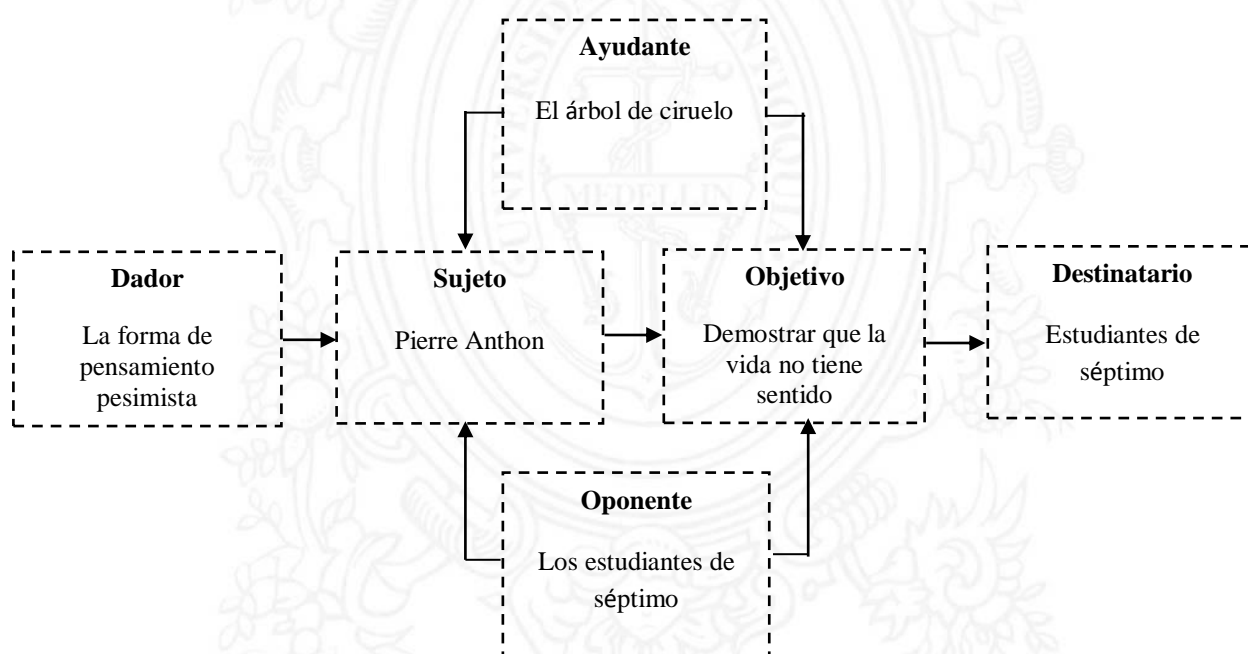 Ayudante
El árbol de ciruelo
MEDELLIN
Dador
La forma de
pensamiento
pesimista
Sujeto
Pierre Anthon
Objetivo
Demostrar que la
vida no tiene
sentido
Destinatario
Estudiantes de
séptimo
Oponente
Los estudiantes de
séptimo